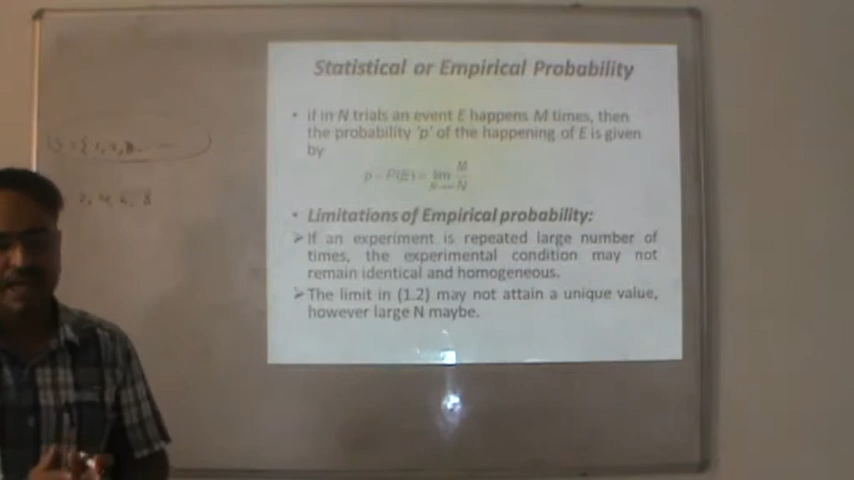 Statistical or Empirical Probability
• if in N trials an event E happens M times, then
the probability 'p' of the happening of E is given
by
p = P(E) = lim N→∞ M/N
• Limitations of Empirical probability:
➢ If an experiment is repeated large number of
times, the experimental condition may not
remain identical and homogeneous.
➢ The limit in (1.2) may not attain a unique value,
however large N maybe.